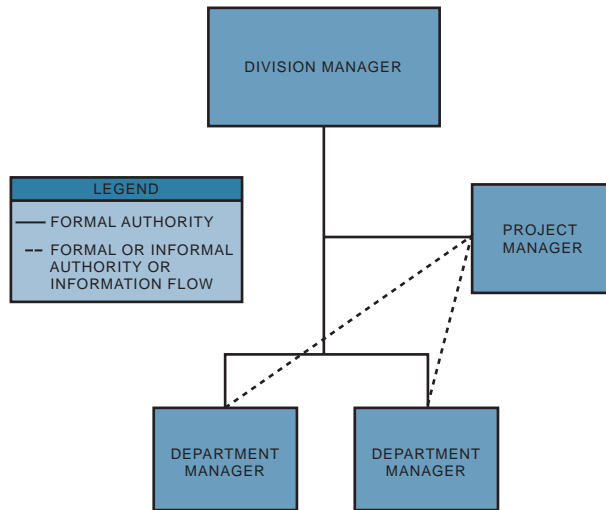 DIVISION MANAGER
LEGEND
FORMAL AUTHORITY
FORMAL OR INFORMAL
AUTHORITY OR
INFORMATION FLOW
PROJECT
MANAGER
DEPARTMENT
MANAGER
DEPARTMENT
MANAGER